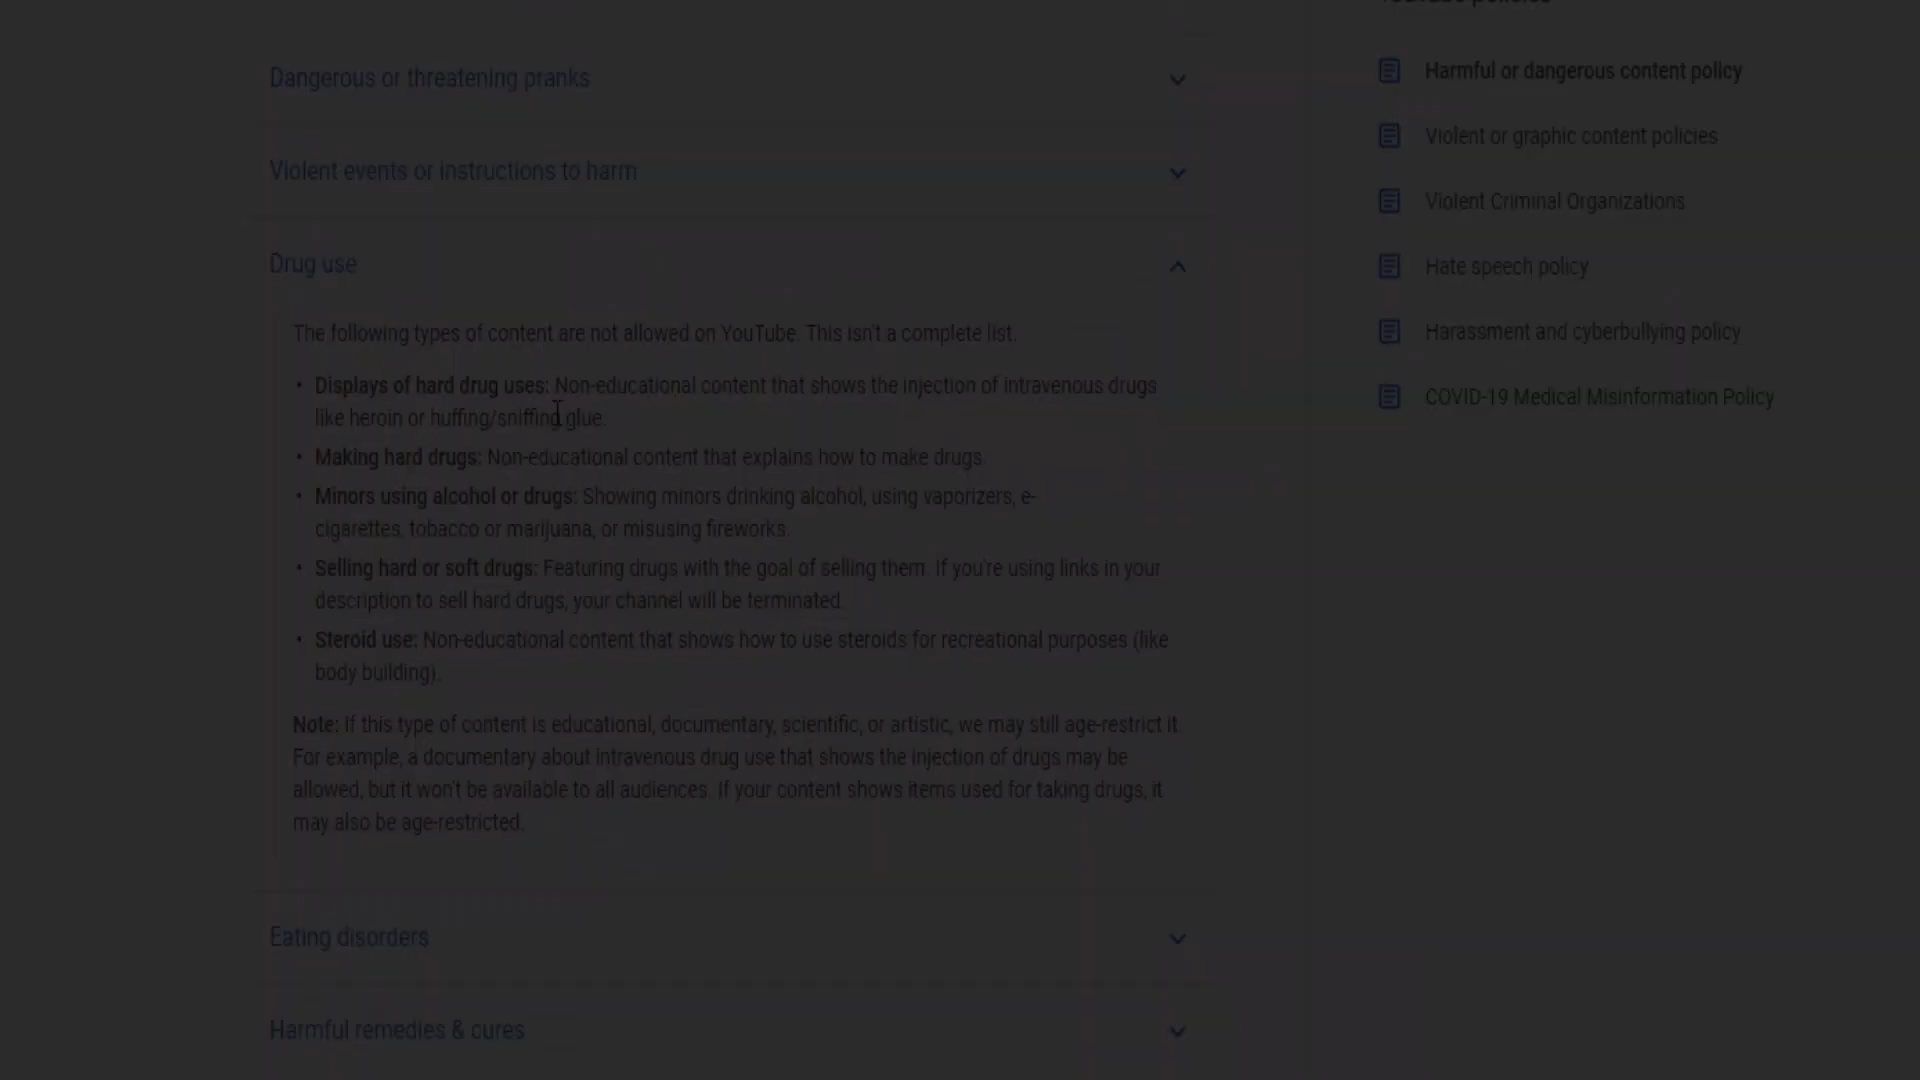 Dangerous or threatening pranks
Violent events or instructions to harm
Drug use
The following types of content are not allowed on YouTube. This isn't a complete list.
• Displays of hard drug uses: Non-educational content that shows the injection of intravenous drugs
like heroin or huffing/sniffing glue.
• Making hard drugs: Non-educational content that explains how to make drugs.
• Minors using alcohol or drugs: Showing minors drinking alcohol, using vaporizers, e-
cigarettes, tobacco or marijuana, or misusing fireworks.
• Selling hard or soft drugs: Featuring drugs with the goal of selling them. If you're using links in your
description to sell hard drugs, your channel will be terminated.
• Steroid use: Non-educational content that shows how to use steroids for recreational purposes (like
body building).
Note: If this type of content is educational, documentary, scientific, or artistic, we may still age-restrict it.
For example, a documentary about intravenous drug use that shows the injection of drugs may be
allowed, but it won't be available to all audiences. If your content shows items used for taking drugs, it
may also be age-restricted.
Eating disorders
Harmful remedies & cures
YouTube policies
Harmful or dangerous content policy
Violent or graphic content policies
Violent Criminal Organizations
Hate speech policy
Harassment and cyberbullying policy
COVID-19 Medical Misinformation Policy